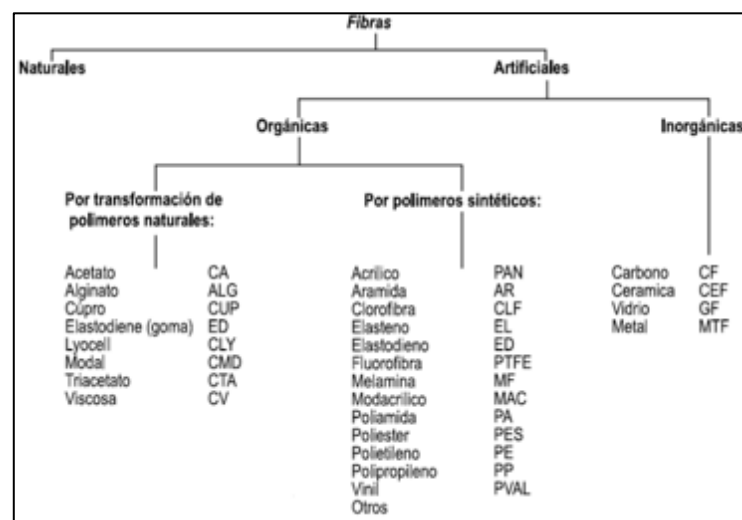 Fibras
Naturales Artificiales
Orgánicas Inorgánicas
Por transformación de
polimeros naturales:
Por polimeros sintéticos:
Acetato CA
Alginato ALG
Cúpro CUP
Elastodiene (goma) ED
Lyocell CLY
Modal CMD
Triacetato CTA
Viscosa CV
Acrilico PAN
Aramida AR
Clorofibra CLF
Elasteno EL
Elastodieno ED
Fluorofibra PTFE
Melamina MF
Modacrilico MAC
Poliamida PA
Poliester PES
Polietileno PE
Polipropileno PP
Vinil PVAL
Otros
Carbono CF
Ceramica CEF
Vidrio GF
Metal MTF